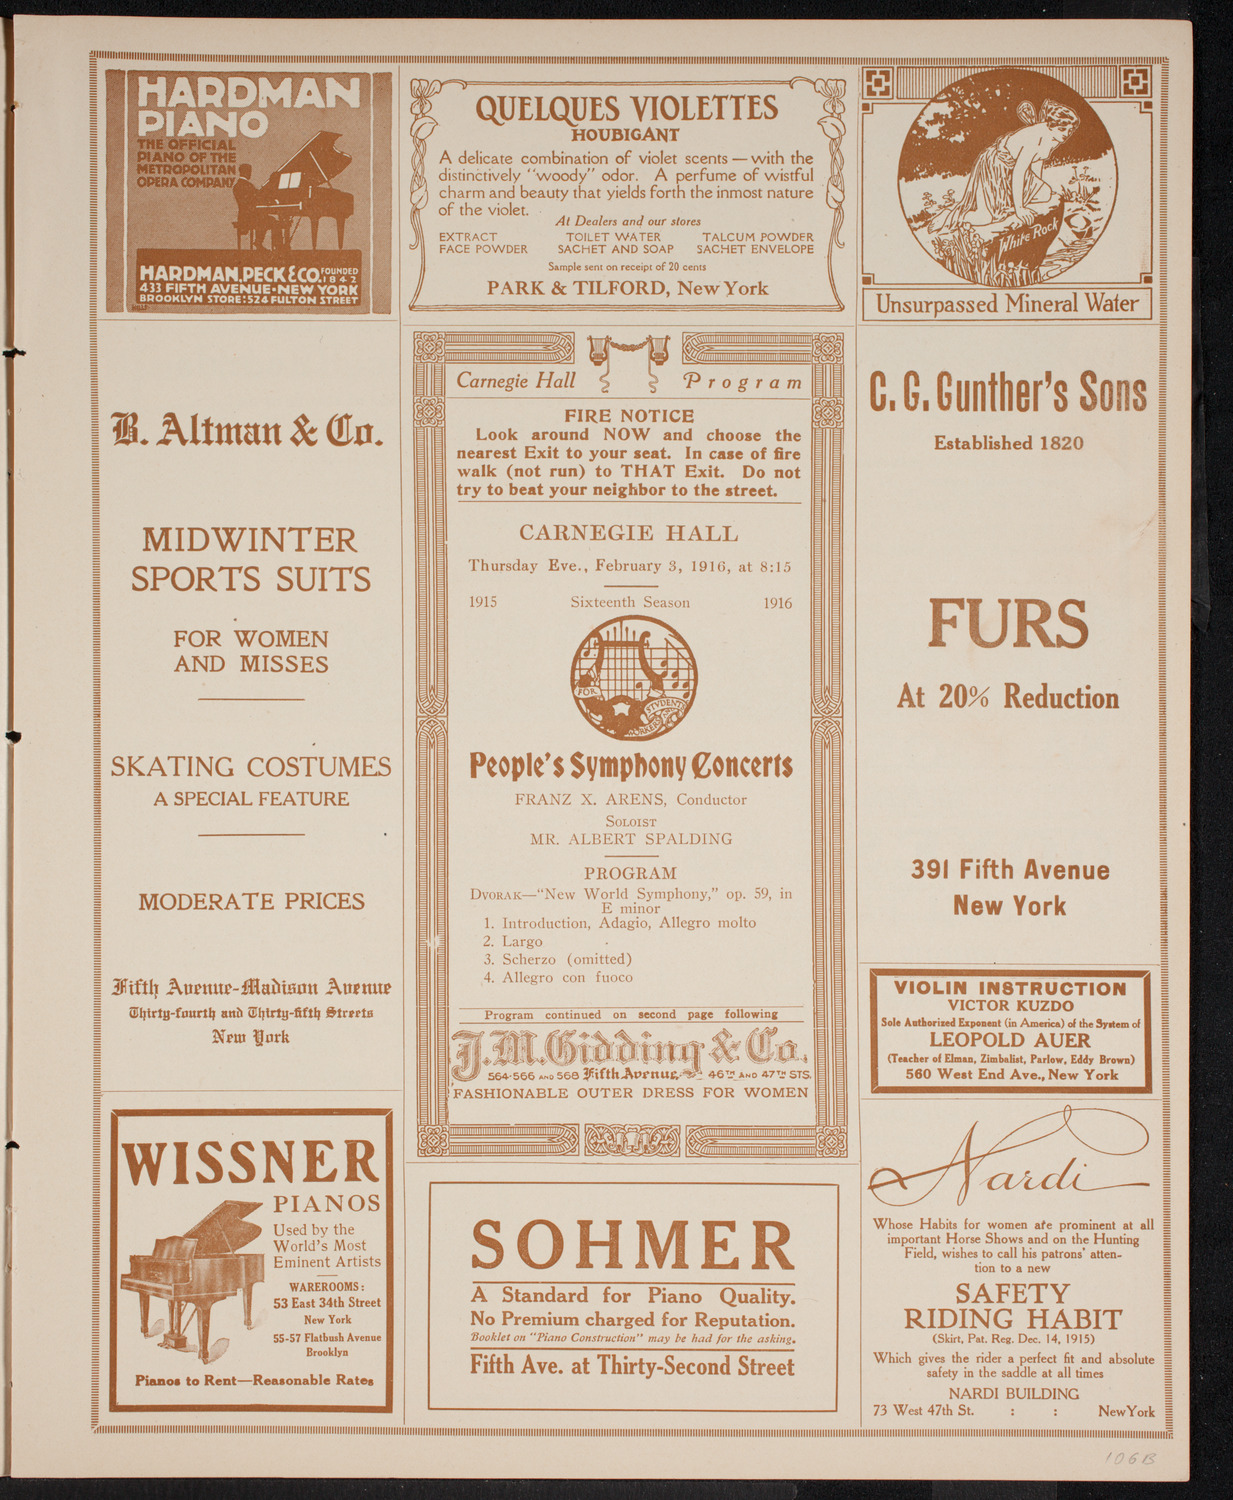 HARDMAN
PIANO
THE OFFICIAL
PIANO OF THE
METROPOLITAN
OPERA COMPANY
HARDMAN, PECK & CO. FOUNDED 1842
433 FIFTH AVENUE-NEW YORK
BROOKLYN STORE: 524 FULTON STREET
QUELQUES VIOLETTES
HOUBIGANT
A delicate combination of violet scents — with the
distinctively "woody" odor. A perfume of wistful
charm and beauty that yields forth the inmost nature
of the violet.
At Dealers and our stores
EXTRACT TOILET WATER TALCUM POWDER
FACE POWDER SACHET AND SOAP SACHET ENVELOPE
Sample sent on receipt of 20 cents
PARK & TILFORD, New York
White Rock
Unsurpassed Mineral Water
B. Altman & Co.
MIDWINTER
SPORTS SUITS
FOR WOMEN
AND MISSES
SKATING COSTUMES
A SPECIAL FEATURE
MODERATE PRICES
Fifth Avenue-Madison Avenue
Thirty-fourth and Thirty-fifth Streets
New York
Carnegie Hall Program
FIRE NOTICE
Look around NOW and choose the
nearest Exit to your seat. In case of fire
walk (not run) to THAT Exit. Do not
try to beat your neighbor to the street.
CARNEGIE HALL
Thursday Eve., February 3, 1916, at 8:15
1915 Sixteenth Season 1916
FOR
STUDENTS
WORKERS
People's Symphony Concerts
FRANZ X. ARENS, Conductor
SOLOIST
MR. ALBERT SPALDING
PROGRAM
DVORAK—"New World Symphony," op. 59, in
E minor
1. Introduction, Adagio, Allegro molto
2. Largo
3. Scherzo (omitted)
4. Allegro con fuoco
Program continued on second page following
J. M. Gidding & Co.
564-566 AND 568 Fifth Avenue, 46TH AND 47TH STS.
FASHIONABLE OUTER DRESS FOR WOMEN
C. G. Gunther's Sons
Established 1820
FURS
At 20% Reduction
391 Fifth Avenue
New York
VIOLIN INSTRUCTION
VICTOR KUZDO
Sole Authorized Exponent (in America) of the System of
LEOPOLD AUER
(Teacher of Elman, Zimbalist, Parlow, Eddy Brown)
560 West End Ave., New York
WISSNER
PIANOS
Used by the
World's Most
Eminent Artists
WAREROOMS:
53 East 34th Street
New York
55-57 Flatbush Avenue
Brooklyn
Pianos to Rent—Reasonable Rates
SOHMER
A Standard for Piano Quality.
No Premium charged for Reputation.
Booklet on "Piano Construction" may be had for the asking.
Fifth Ave. at Thirty-Second Street
Nardi
Whose Habits for women are prominent at all
important Horse Shows and on the Hunting
Field, wishes to call his patrons' atten-
tion to a new
SAFETY
RIDING HABIT
(Skirt, Pat. Reg. Dec. 14, 1915)
Which gives the rider a perfect fit and absolute
safety in the saddle at all times
NARDI BUILDING
73 West 47th St. : : New York
106B